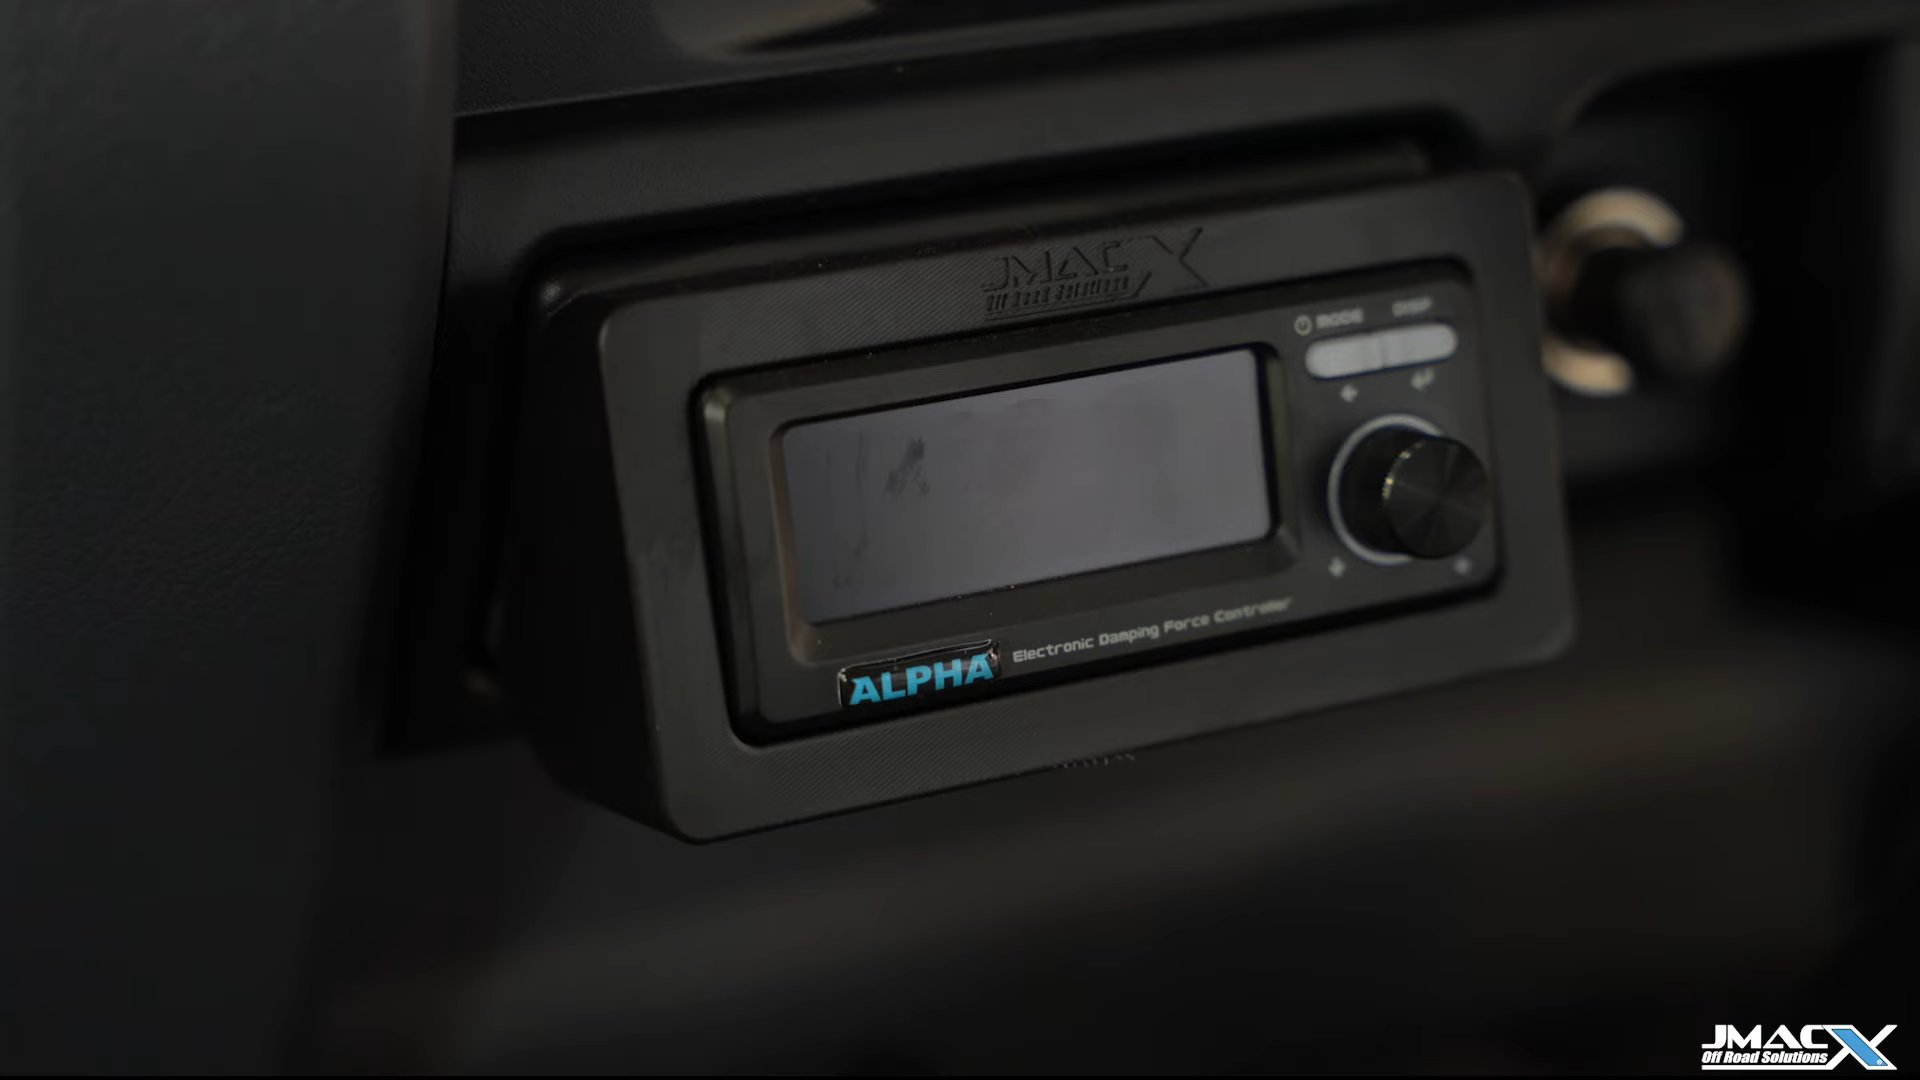 JMACX
Off Road Solutions
MODE DISP
ALPHA Electronic Damping Force Controller
JMACX
Off Road Solutions